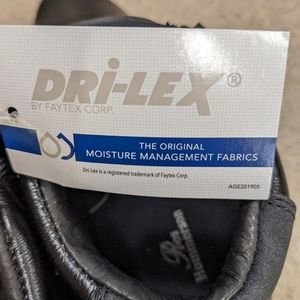 DRi-LEX®
BY FAYTEX CORP.
THE ORIGINAL
MOISTURE MANAGEMENT FABRICS
Dri-Lex is a registered trademark of Faytex Corp.
AGE201905